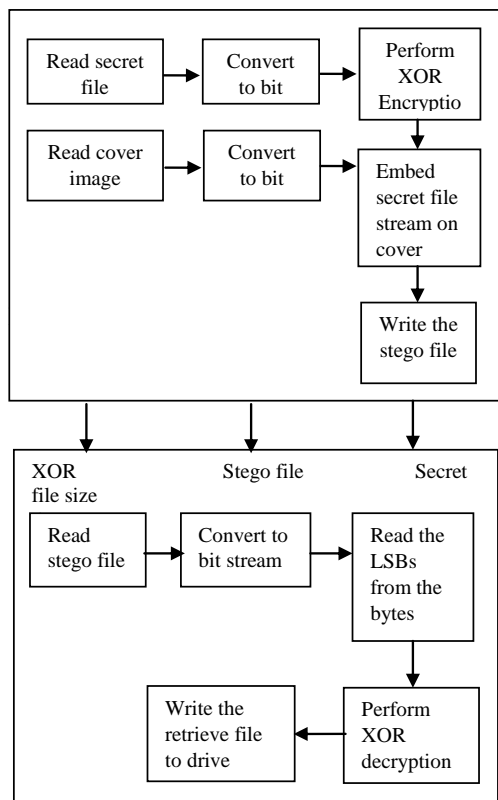 Read secret
file
Convert
to bit
Perform
XOR
Encryptio
Read cover
image
Convert
to bit
Embed
secret file
stream on
cover
Write the
stego file
XOR
file size
Stego file
Secret
Read
stego file
Convert to
bit stream
Read the
LSBs
from the
bytes
Perform
XOR
decryption
Write the
retrieve file
to drive